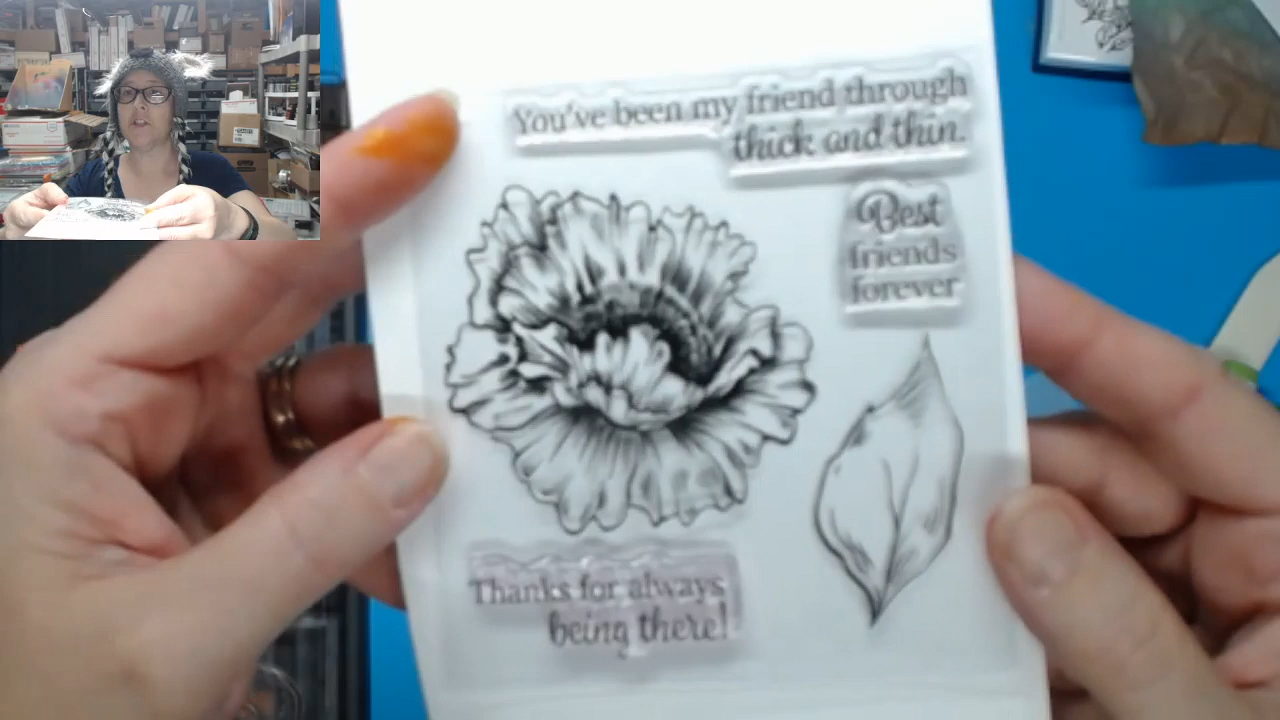 You've been my friend through
thick and thin.
Best
friends
forever
Thanks for always
being there!